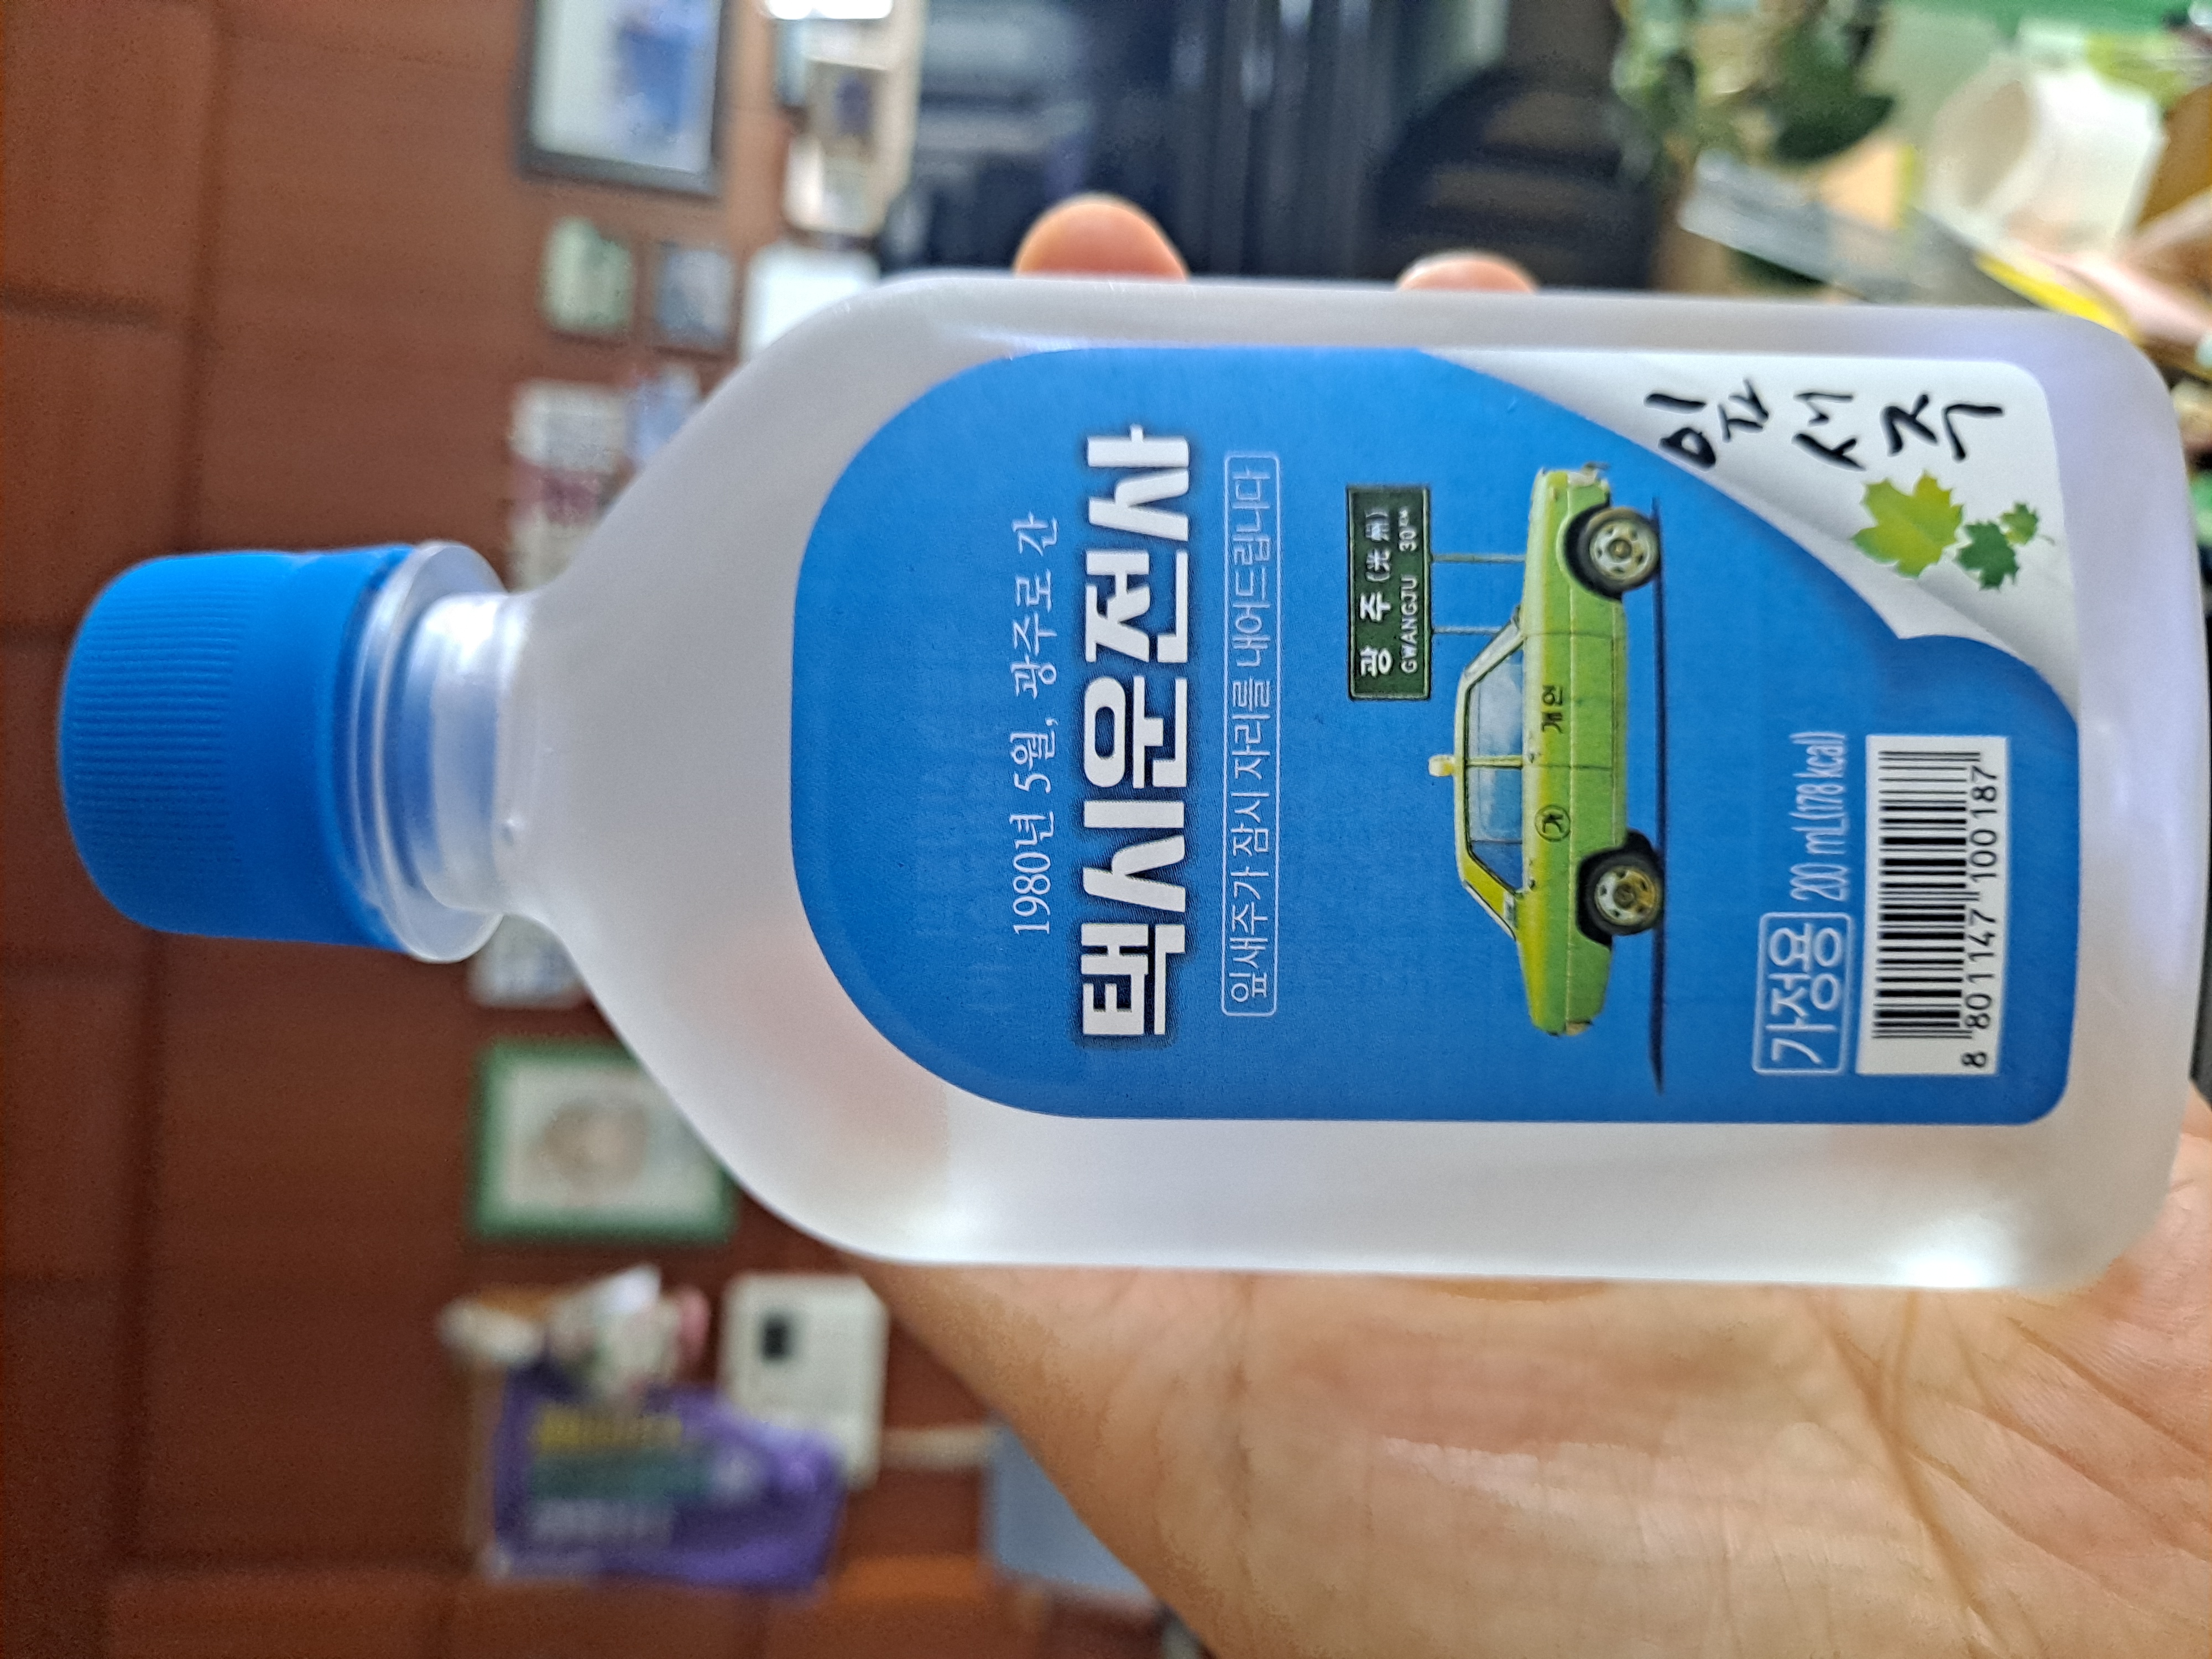 1980년 5월, 광주로 간
택시운전사
잎새주가 잠시 자리를 내어드립니다
광 주 (光 州)
GWANGJU 30KM
개인
개
잎새주
가정용 200 mL(178 kcal)
8 801147 100187